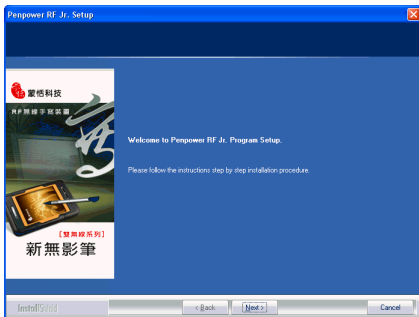 Penpower RF Jr. Setup
蒙恬科技
RF無線手寫裝置
Welcome to Penpower RF Jr. Program Setup.
Please follow the instructions step by step installation procedure.
[雙無線系列]
新無影筆
InstallShield
< Back
Next >
Cancel